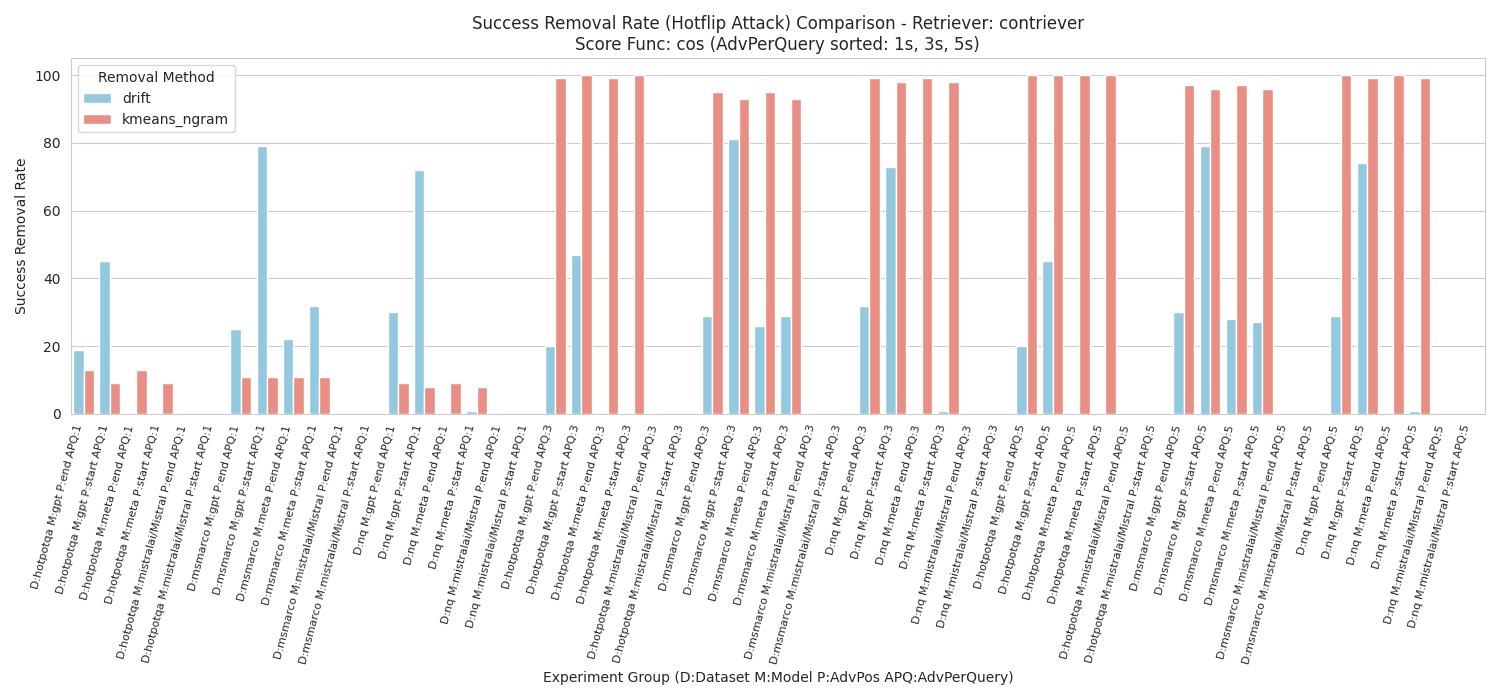 Success Removal Rate (Hotflip Attack) Comparison - Retriever: contriever
Score Func: cos (AdvPerQuery sorted: 1s, 3s, 5s)
Removal Method
drift
kmeans_ngram
Success Removal Rate
100
80
60
40
20
0
D:hotpotqa M:gpt P:end APQ:1
D:hotpotqa M:gpt P:start APQ:1
D:hotpotqa M:meta P:end APQ:1
D:hotpotqa M:meta P:start APQ:1
D:hotpotqa M:mistralai/Mistral P:end APQ:1
D:hotpotqa M:mistralai/Mistral P:start APQ:1
D:msmarco M:gpt P:end APQ:1
D:msmarco M:gpt P:start APQ:1
D:msmarco M:meta P:end APQ:1
D:msmarco M:meta P:start APQ:1
D:msmarco M:mistralai/Mistral P:end APQ:1
D:msmarco M:mistralai/Mistral P:start APQ:1
D:nq M:gpt P:end APQ:1
D:nq M:gpt P:start APQ:1
D:nq M:meta P:end APQ:1
D:nq M:meta P:start APQ:1
D:nq M:mistralai/Mistral P:end APQ:1
D:nq M:mistralai/Mistral P:start APQ:1
D:hotpotqa M:gpt P:end APQ:3
D:hotpotqa M:gpt P:start APQ:3
D:hotpotqa M:meta P:end APQ:3
D:hotpotqa M:meta P:start APQ:3
D:hotpotqa M:mistralai/Mistral P:end APQ:3
D:hotpotqa M:mistralai/Mistral P:start APQ:3
D:msmarco M:gpt P:end APQ:3
D:msmarco M:gpt P:start APQ:3
D:msmarco M:meta P:end APQ:3
D:msmarco M:meta P:start APQ:3
D:msmarco M:mistralai/Mistral P:end APQ:3
D:msmarco M:mistralai/Mistral P:start APQ:3
D:nq M:gpt P:end APQ:3
D:nq M:gpt P:start APQ:3
D:nq M:meta P:end APQ:3
D:nq M:meta P:start APQ:3
D:nq M:mistralai/Mistral P:end APQ:3
D:nq M:mistralai/Mistral P:start APQ:3
D:hotpotqa M:gpt P:end APQ:5
D:hotpotqa M:gpt P:start APQ:5
D:hotpotqa M:meta P:end APQ:5
D:hotpotqa M:meta P:start APQ:5
D:hotpotqa M:mistralai/Mistral P:end APQ:5
D:hotpotqa M:mistralai/Mistral P:start APQ:5
D:msmarco M:gpt P:end APQ:5
D:msmarco M:gpt P:start APQ:5
D:msmarco M:meta P:end APQ:5
D:msmarco M:meta P:start APQ:5
D:msmarco M:mistralai/Mistral P:end APQ:5
D:msmarco M:mistralai/Mistral P:start APQ:5
D:nq M:gpt P:end APQ:5
D:nq M:gpt P:start APQ:5
D:nq M:meta P:end APQ:5
D:nq M:meta P:start APQ:5
D:nq M:mistralai/Mistral P:end APQ:5
D:nq M:mistralai/Mistral P:start APQ:5
Experiment Group (D:Dataset M:Model P:AdvPos APQ:AdvPerQuery)